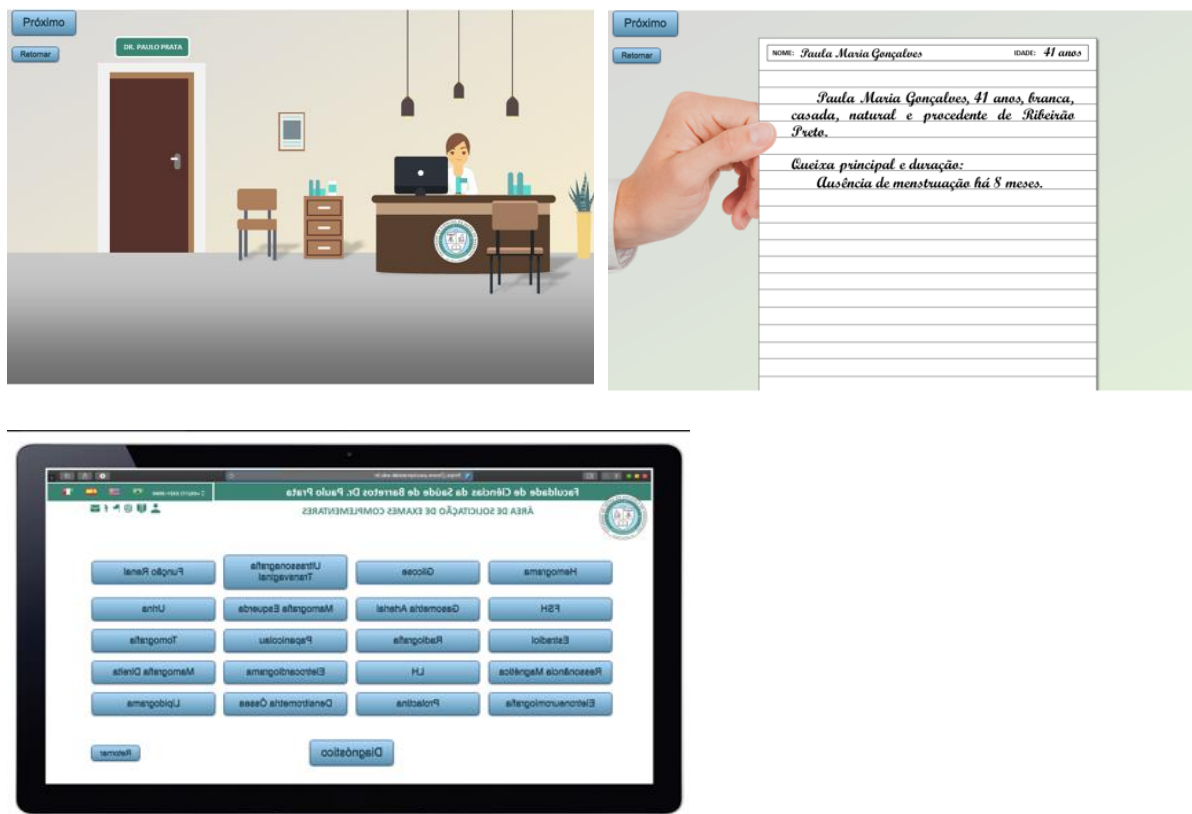 Próximo
Retornar
DR. PAULO PRATA
Próximo
Retornar
NOME: Paula Maria Gonçalves IDADE: 41 anos
Paula Maria Gonçalves, 41 anos, branca,
casada, natural e procedente de Ribeirão
Preto.
Queixa principal e duração:
Ausência de menstruação há 8 meses.
Faculdade de Ciências da Saúde de Barretos Dr. Paulo Prata
ÁREA DE SOLICITAÇÃO DE EXAMES COMPLEMENTARES
Hemograma Glicose Ultrassonografia Transvaginal Função Renal
FSH Gasometria Arterial Mamografia Esquerda Urina
Estradiol Radiografia Papanicolau Tomografia
Ressonância Magnética LH Eletrocardiograma Mamografia Direita
Eletroneuromiografia Prolactina Densitometria Óssea Lipidograma
Diagnóstico Retornar